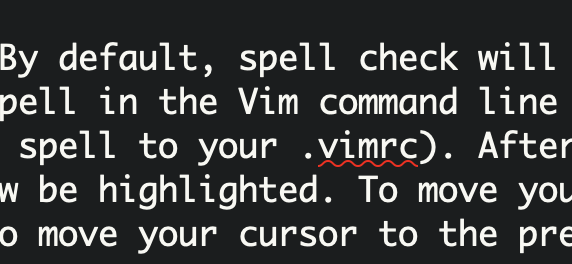 By default, spell check will
pell in the Vim command line
spell to your .vimrc). After
w be highlighted. To move you
o move your cursor to the pre